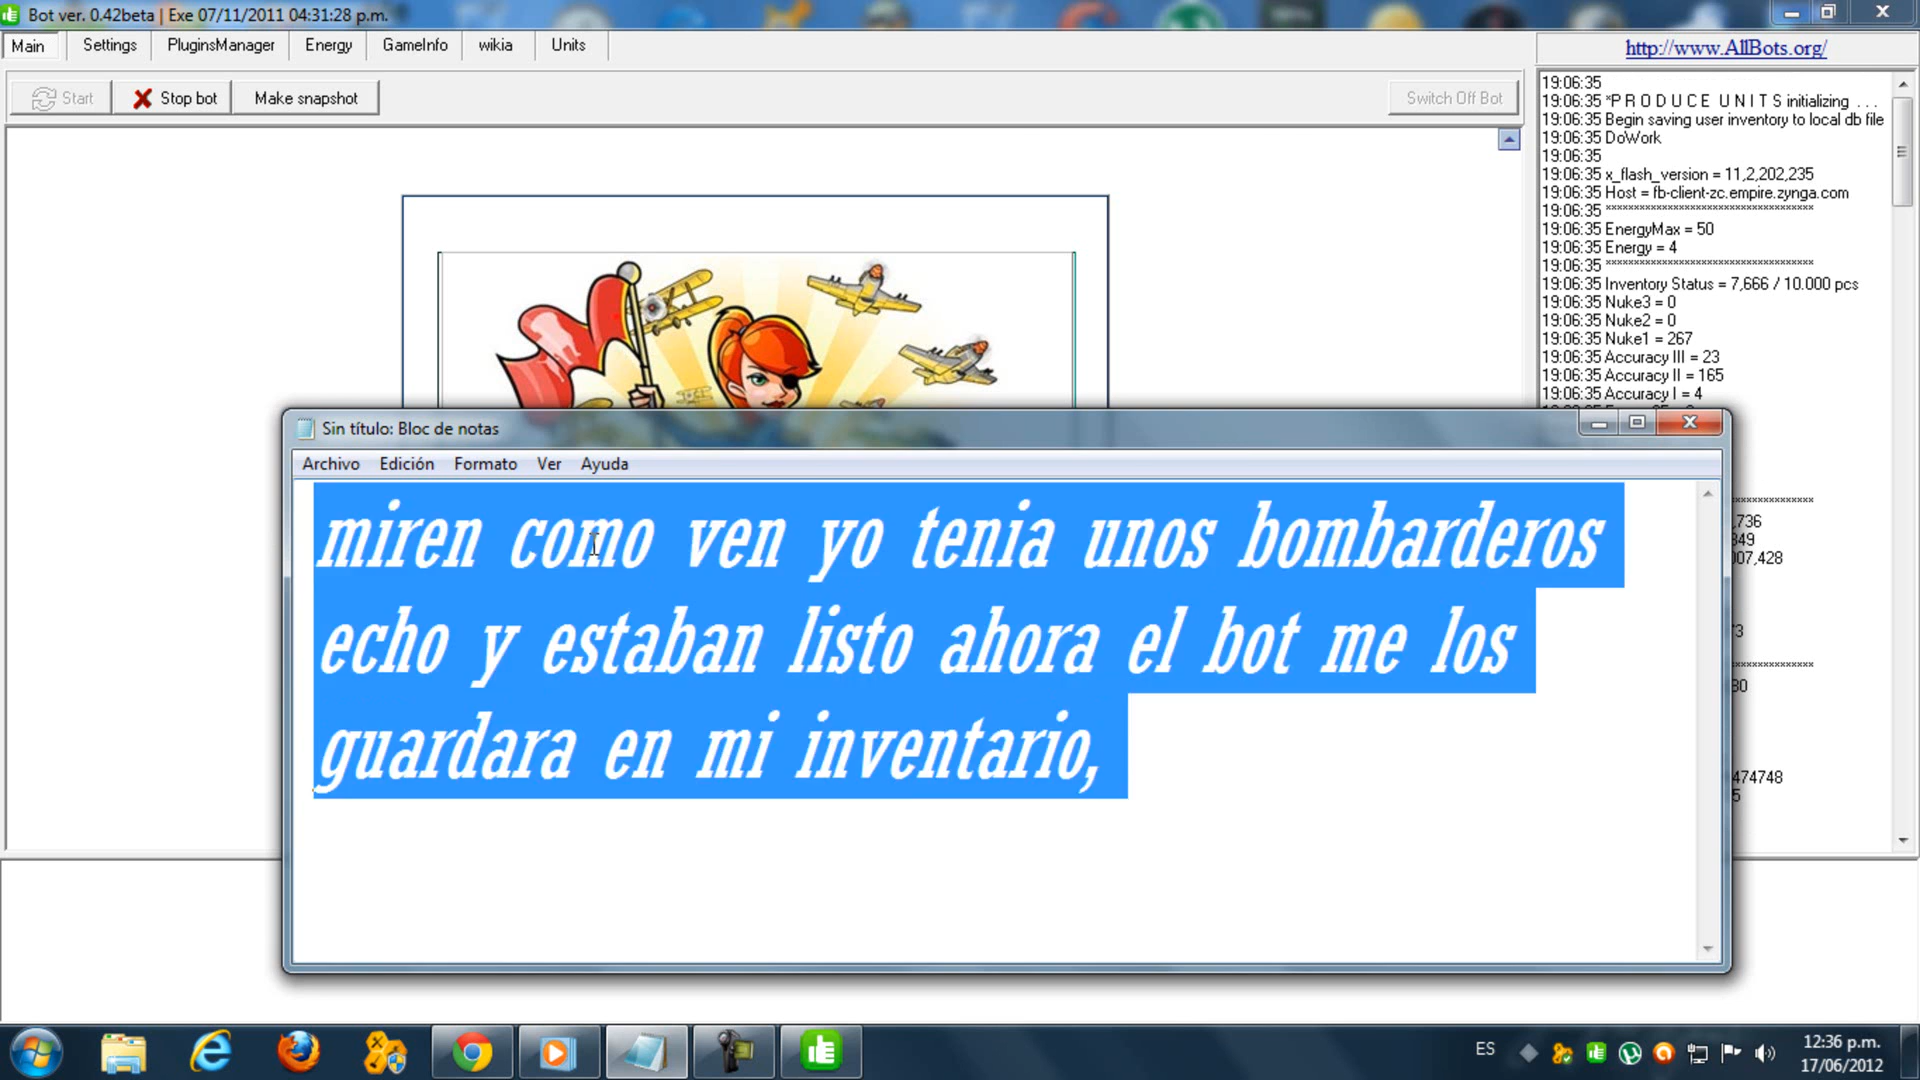 Bot ver. 0.42beta | Exe 07/11/2011 04:31:28 p.m.
Main Settings PluginsManager Energy GameInfo wikia Units
http://www.AllBots.org/
Start Stop bot Make snapshot Switch Off Bot
19:06:35
19:06:35 *P R O D U C E U N I T S initializing . . .
19:06:35 Begin saving user inventory to local db file
19:06:35 DoWork
19:06:35
19:06:35 x_flash_version = 11,2,202,235
19:06:35 Host = fb-client-zc.empire.zynga.com
19:06:35
19:06:35 EnergyMax = 50
19:06:35 Energy = 4
19:06:35
19:06:35 Inventory Status = 7,666 / 10.000 pcs
19:06:35 Nuke3 = 0
19:06:35 Nuke2 = 0
19:06:35 Nuke1 = 267
19:06:35 Accuracy III = 23
19:06:35 Accuracy II = 165
19:06:35 Accuracy I = 4
Sin título: Bloc de notas
Archivo Edición Formato Ver Ayuda
miren como ven yo tenia unos bombarderos
echo y estaban listo ahora el bot me los
guardara en mi inventario,
,736
349
007,428
73
80
474748
5
ES
12:36 p.m.
17/06/2012